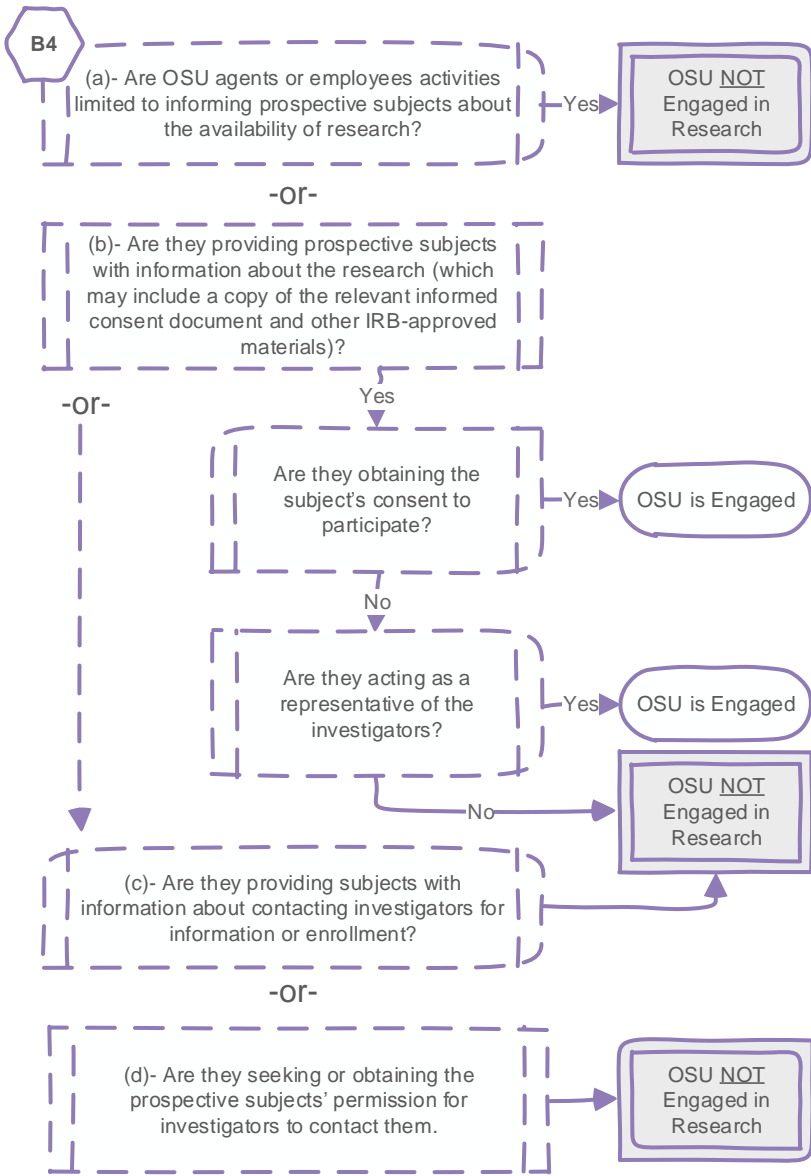 B4
(a)- Are OSU agents or employees activities
limited to informing prospective subjects about
the availability of research?
Yes
OSU NOT
Engaged in
Research
-or-
(b)- Are they providing prospective subjects
with information about the research (which
may include a copy of the relevant informed
consent document and other IRB-approved
materials)?
-or-
Yes
Are they obtaining the
subject's consent to
participate?
Yes
OSU is Engaged
No
Are they acting as a
representative of the
investigators?
Yes
OSU is Engaged
No
OSU NOT
Engaged in
Research
(c)- Are they providing subjects with
information about contacting investigators for
information or enrollment?
-or-
(d)- Are they seeking or obtaining the
prospective subjects' permission for
investigators to contact them.
OSU NOT
Engaged in
Research